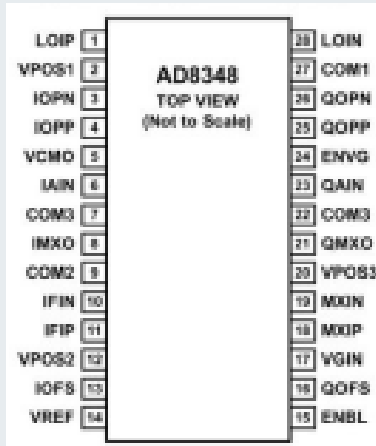 LOIP 1
VPOS1 2
IOPN 3
IOPP 4
VCMO 5
IAIN 6
COM3 7
IMXO 8
COM2 9
IFIN 10
IFIP 11
VPOS2 12
IOFS 13
VREF 14
AD8348
TOP VIEW
(Not to Scale)
28 LOIN
27 COM1
26 QOPN
25 QOPP
24 ENVG
23 QAIN
22 COM3
21 QMXO
20 VPOS3
19 MXIN
18 MXIP
17 VGIN
16 QOFS
15 ENBL